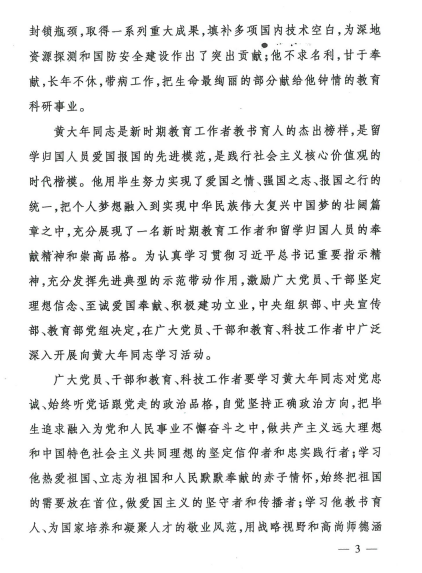 封锁瓶颈,取得一系列重大成果,填补多项国内技术空白,为深地
资源探测和国防安全建设作出了突出贡献;他不求名利,甘于奉
献,长年不休,带病工作,把生命最绚丽的部分献给他钟情的教育
科研事业。
黄大年同志是新时期教育工作者教书育人的杰出榜样,是留
学归国人员爱国报国的先进模范,是践行社会主义核心价值观的
时代楷模。他用毕生努力实现了爱国之情、强国之志、报国之行的
统一,把个人梦想融入到实现中华民族伟大复兴中国梦的壮阔篇
章之中,充分展现了一名新时期教育工作者和留学归国人员的奉
献精神和崇高品格。为认真学习贯彻习近平总书记重要指示精
神,充分发挥先进典型的示范带动作用,激励广大党员、干部坚定
理想信念、至诚爱国奉献、积极建功立业,中央组织部、中央宣传
部、教育部党组决定,在广大党员、干部和教育、科技工作者中广泛
深入开展向黄大年同志学习活动。
广大党员、干部和教育、科技工作者要学习黄大年同志对党忠
诚、始终听党话跟党走的政治品格,自觉坚持正确政治方向,把毕
生追求融入为党和人民事业不懈奋斗之中,做共产主义远大理想
和中国特色社会主义共同理想的坚定信仰者和忠实践行者;学习
他热爱祖国、立志为祖国和人民默默奉献的赤子情怀,始终把祖国
的需要放在首位,做爱国主义的坚守者和传播者;学习他教书育
人、为国家培养和凝聚人才的敬业风范,用战略视野和高尚师德涵
— 3 —